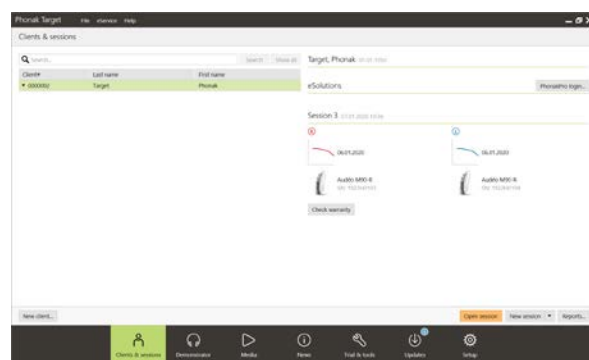 Phonak Target File eService Help
Clients & sessions
Search... Search Show all
Client# Last name First name
Target Phonak
Target, Phonak
eSolutions PhonakPro login...
Session 3
R L
06.01.2020 06.01.2020
Audéo M90-R Audéo M90-R
Check warranty
New client... Open session New session Reports...
Clients & sessions Demonstrator Media News Trial & tools Updates Setup